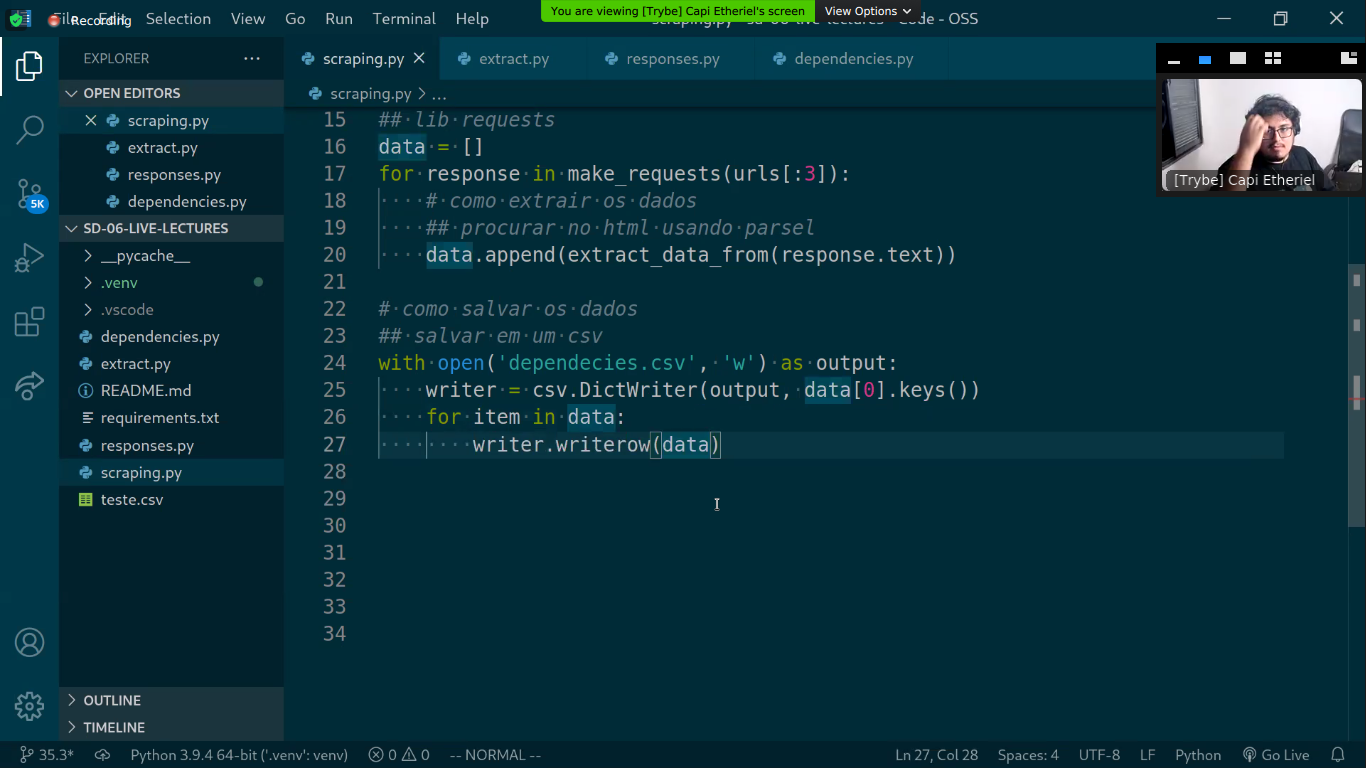 File Edit Selection View Go Run Terminal Help
Recording
You are viewing [Trybe] Capi Etheriel's screen
View Options
scraping.py - sd-06-live-lectures - Code - OSS
EXPLORER
OPEN EDITORS
scraping.py
extract.py
responses.py
dependencies.py
SD-06-LIVE-LECTURES
__pycache__
.venv
.vscode
dependencies.py
extract.py
README.md
requirements.txt
responses.py
scraping.py
teste.csv
OUTLINE
TIMELINE
5K
scraping.py extract.py responses.py dependencies.py
scraping.py > ...
15 ## lib requests
16 data = []
17 for response in make_requests(urls[:3]):
18 # como extrair os dados
19 ## procurar no html usando parsel
20 data.append(extract_data_from(response.text))
21
22 # como salvar os dados
23 ## salvar em um csv
24 with open('dependecies.csv', 'w') as output:
25 writer = csv.DictWriter(output, data[0].keys())
26 for item in data:
27 writer.writerow(data)
28
29
30
31
32
33
34
[Trybe] Capi Etheriel
35.3* Python 3.9.4 64-bit ('.venv': venv) 0 0 -- NORMAL -- Ln 27, Col 28 Spaces: 4 UTF-8 LF Python Go Live